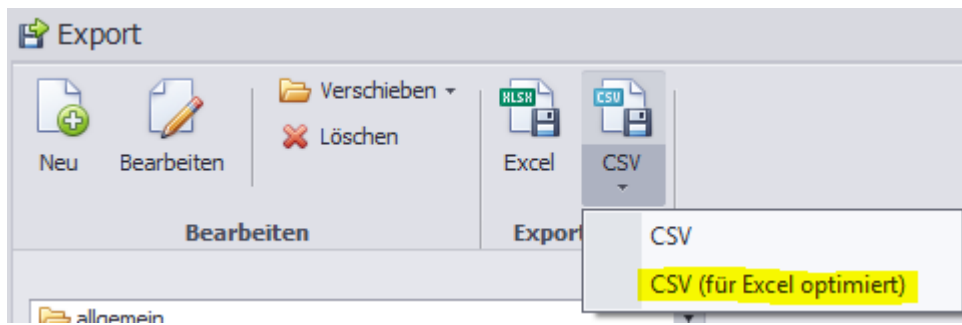 Export
Verschieben
XLSX
CSV
Löschen
Neu
Bearbeiten
Excel
CSV
Bearbeiten
Export
CSV
CSV (für Excel optimiert)
allgemein